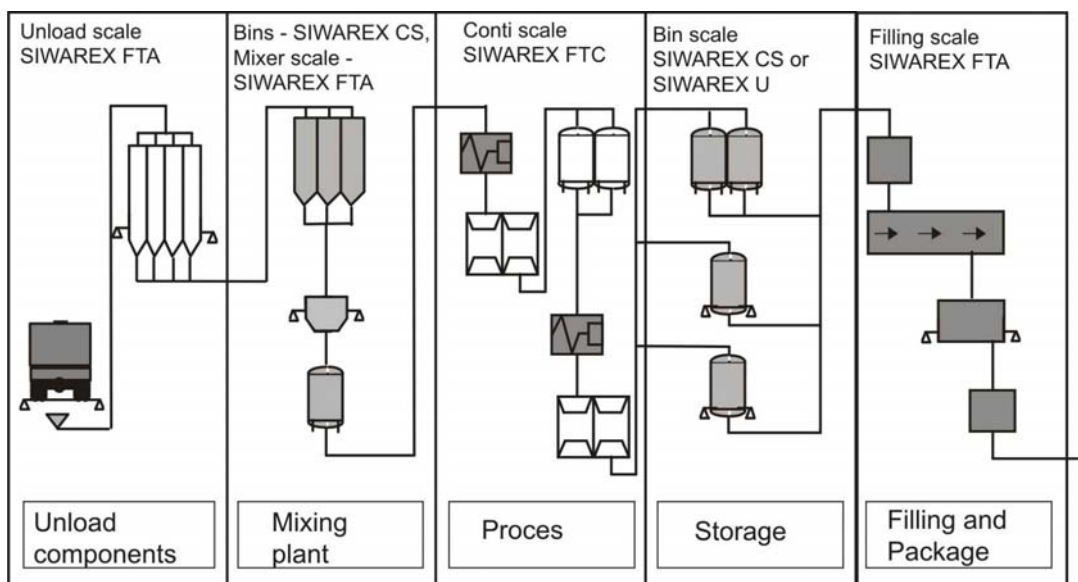 Unload scale
SIWAREX FTA
Bins - SIWAREX CS,
Mixer scale -
SIWAREX FTA
Conti scale
SIWAREX FTC
Bin scale
SIWAREX CS or
SIWAREX U
Filling scale
SIWAREX FTA
Unload
components
Mixing
plant
Proces
Storage
Filling and
Package